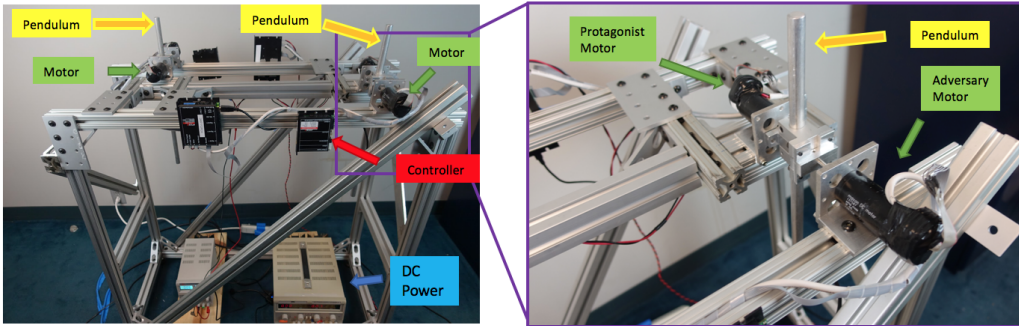 Pendulum
Pendulum
Motor
Motor
Controller
DC
Power
Protagonist
Motor
Pendulum
Adversary
Motor